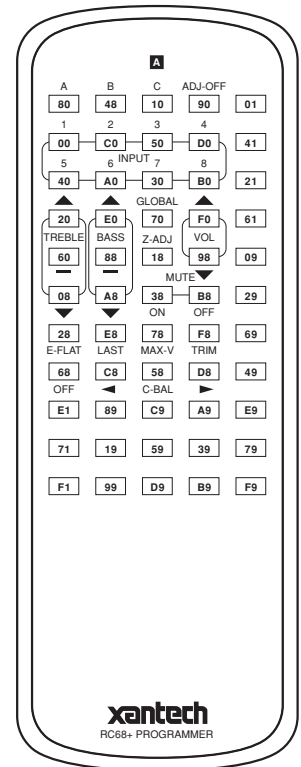 A
A B C ADJ-OFF
80 48 10 90 01
1 2 3 4
00 C0 50 D0 41
INPUT
5 6 7 8
40 A0 30 B0 21
GLOBAL
20 E0 70 F0 61
TREBLE BASS Z-ADJ VOL
60 88 18 98 09
MUTE
08 A8 38 B8 29
ON OFF
28 E8 78 F8 69
E-FLAT LAST MAX-V TRIM
68 C8 58 D8 49
OFF C-BAL
E1 89 C9 A9 E9
71 19 59 39 79
F1 99 D9 B9 F9
xantech
RC68+ PROGRAMMER